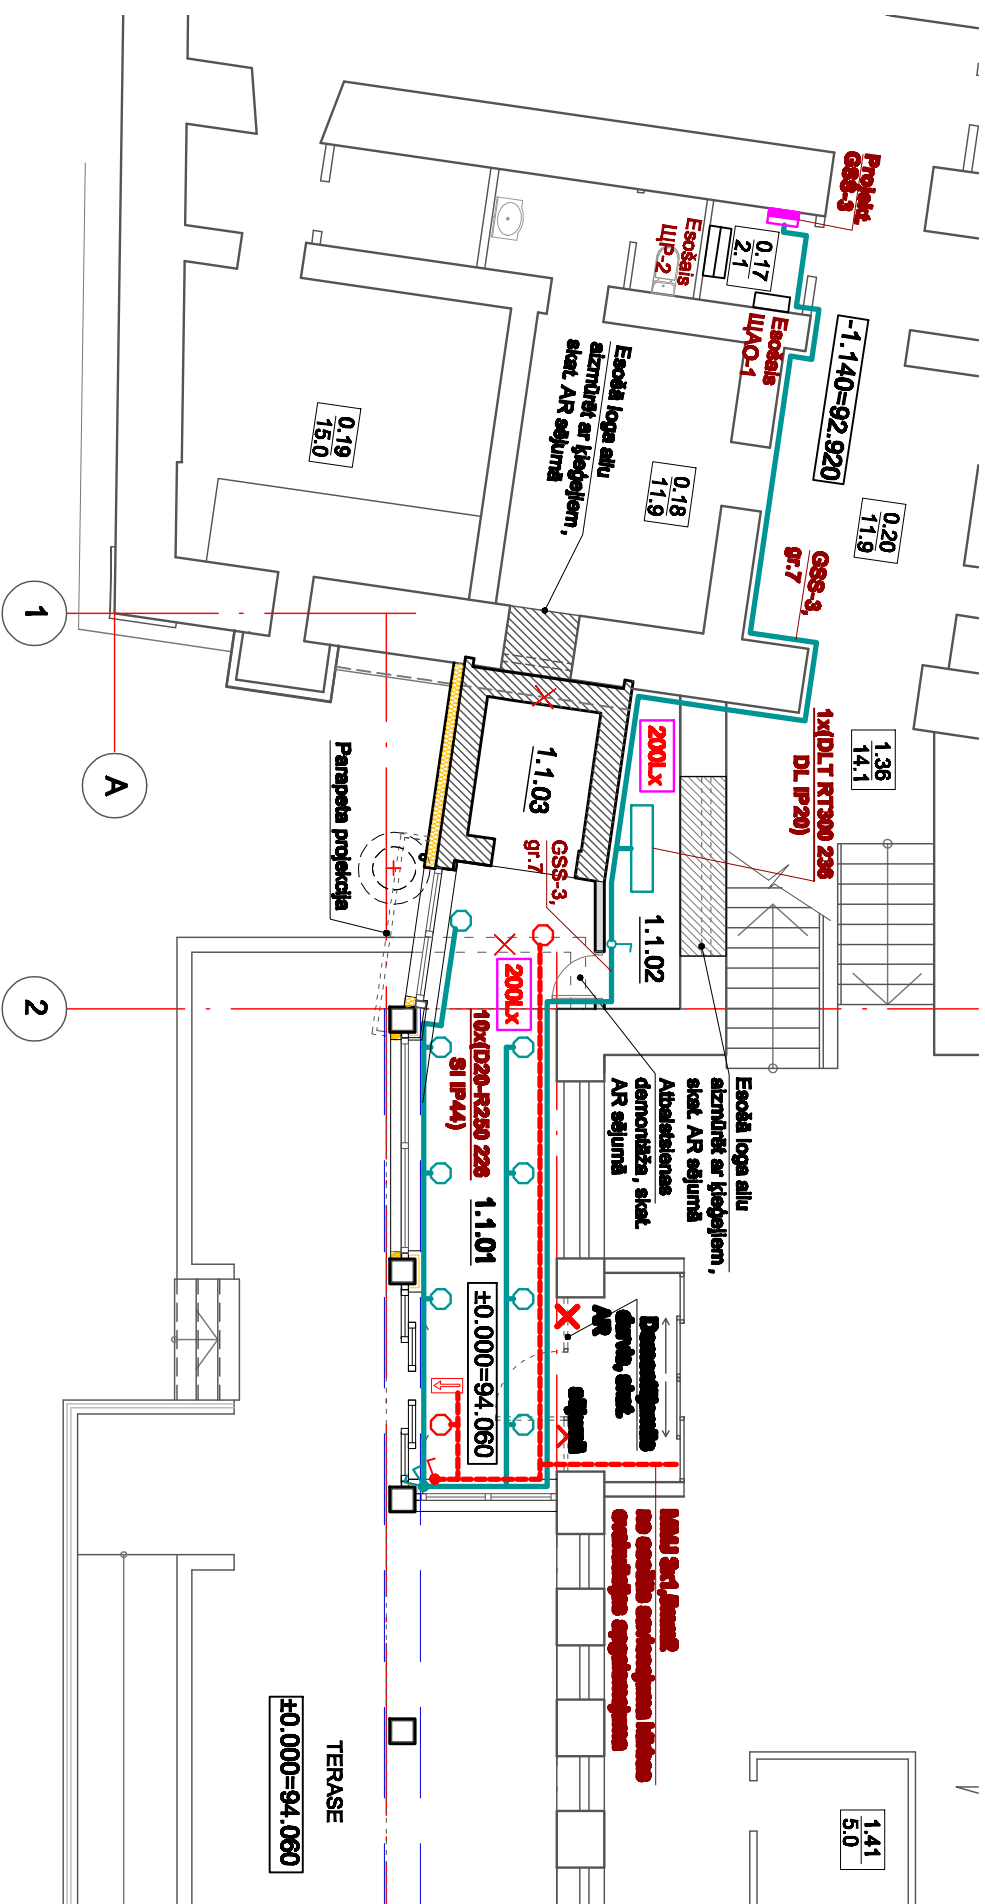 Projekt.
GSS-3
0.17
2.1
Esošais
ЩР-2
Esošais
ЩАО-1
-1.140=92.920
0.20
11.9
Esošā loga ailu
aizmūrēt ar ķieģeļiem,
skat. AR sējumā
0.19
15.0
0.18
11.9
GSS-3,
gr.7
1
A
2
1.36
14.1
1x(DLT RT300 236
DL IP20)
200Lx
1.1.03
GSS-3,
gr.7
1.1.02
Parapeta projekcija
200Lx
10x(D20-R250 226
SI IP44)
1.1.01
±0.000=94.060
Esošā loga ailu
aizmūrēt ar ķieģeļiem,
skat. AR sējumā
Atbalstsienas
demontāža, skat.
AR sējumā
durvis, skat.
AR
sējumā
no esošās
TERASE
±0.000=94.060
1.41
5.0